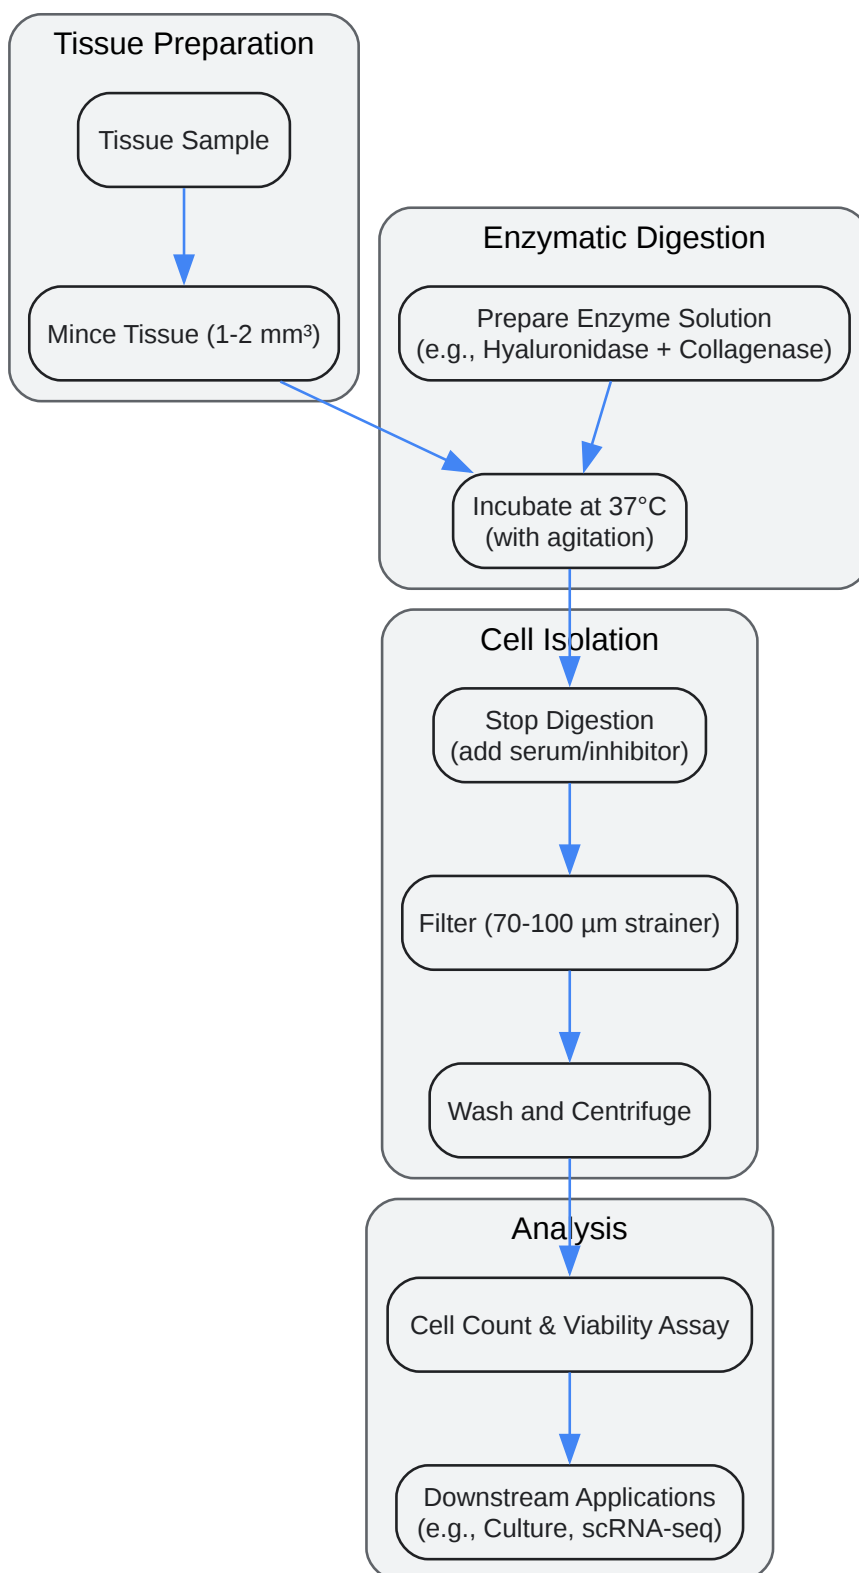 Tissue Preparation
Tissue Sample
Mince Tissue (1-2 mm³)
Enzymatic Digestion
Prepare Enzyme Solution
(e.g., Hyaluronidase + Collagenase)
Incubate at 37°C
(with agitation)
Cell Isolation
Stop Digestion
(add serum/inhibitor)
Filter (70-100 µm strainer)
Wash and Centrifuge
Analysis
Cell Count & Viability Assay
Downstream Applications
(e.g., Culture, scRNA-seq)